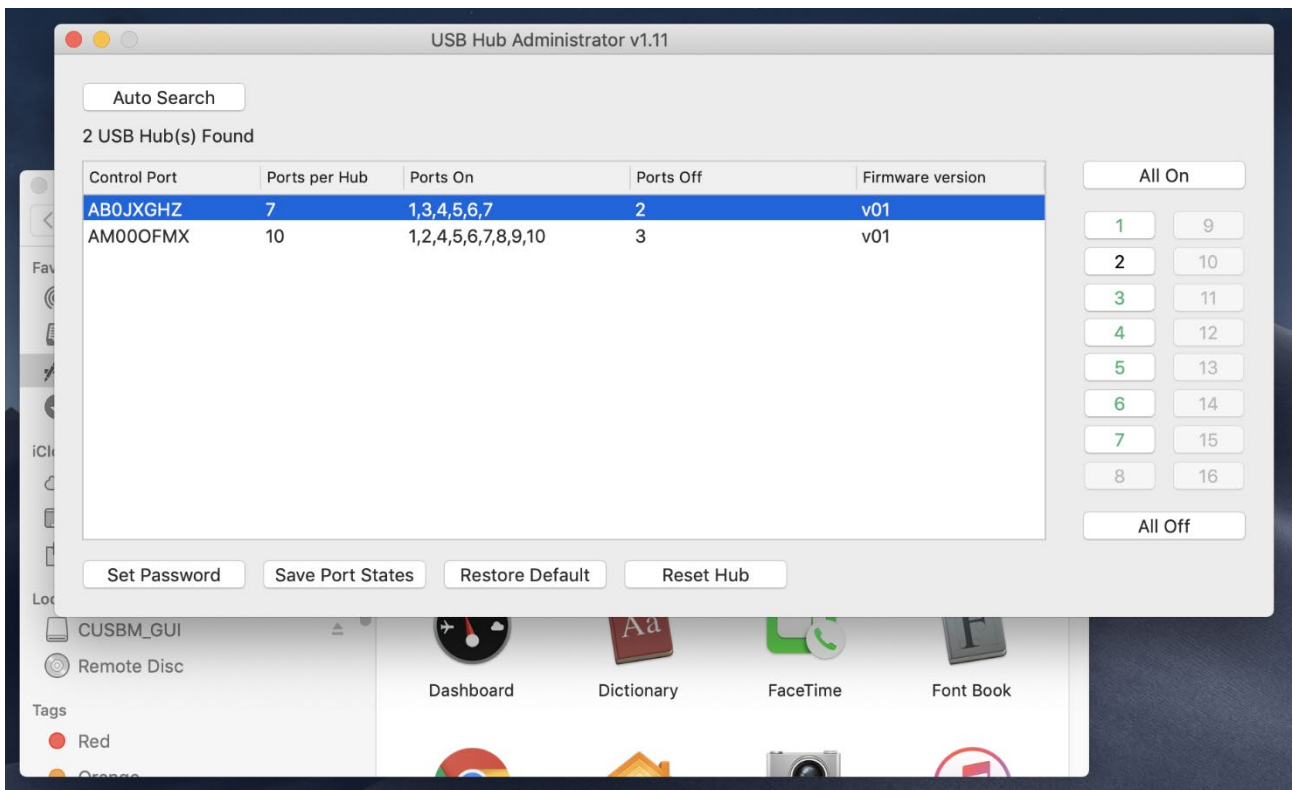 USB Hub Administrator v1.11
Auto Search
2 USB Hub(s) Found
Control Port Ports per Hub Ports On Ports Off Firmware version
AB0JXGHZ 7 1,3,4,5,6,7 2 v01
AM00OFMX 10 1,2,4,5,6,7,8,9,10 3 v01
All On
1 9
2 10
3 11
4 12
5 13
6 14
7 15
8 16
All Off
Set Password Save Port States Restore Default Reset Hub
Fav
iClo
Loc
CUSBM_GUI
Remote Disc
Tags
Red
Aa
F
Dashboard Dictionary FaceTime Font Book